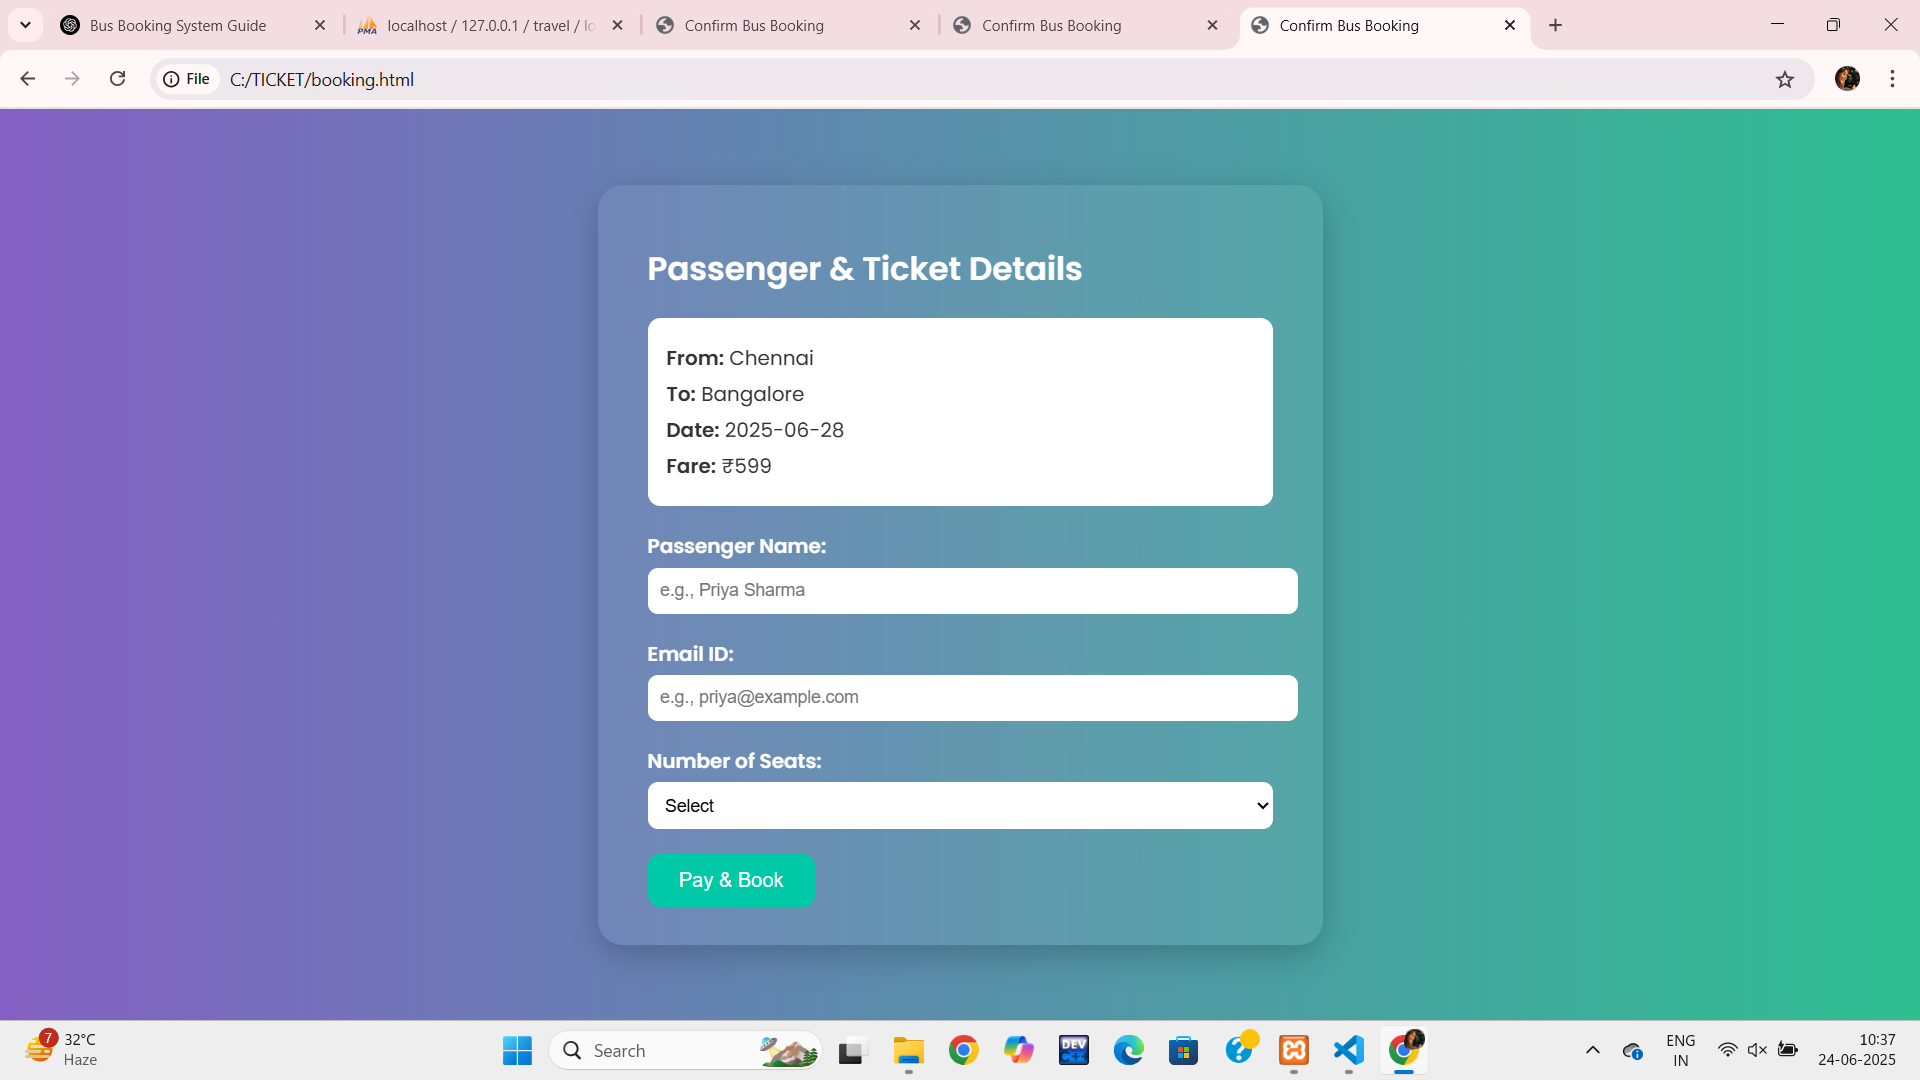 Bus Booking System Guide
localhost / 127.0.0.1 / travel / lo
Confirm Bus Booking
Confirm Bus Booking
Confirm Bus Booking
File C:/TICKET/booking.html
Passenger & Ticket Details
From: Chennai
To: Bangalore
Date: 2025-06-28
Fare: ₹599
Passenger Name:
e.g., Priya Sharma
Email ID:
e.g., priya@example.com
Number of Seats:
Select
Pay & Book
7
32°C
Haze
Search
DEV
C++
ENG
IN
10:37
24-06-2025